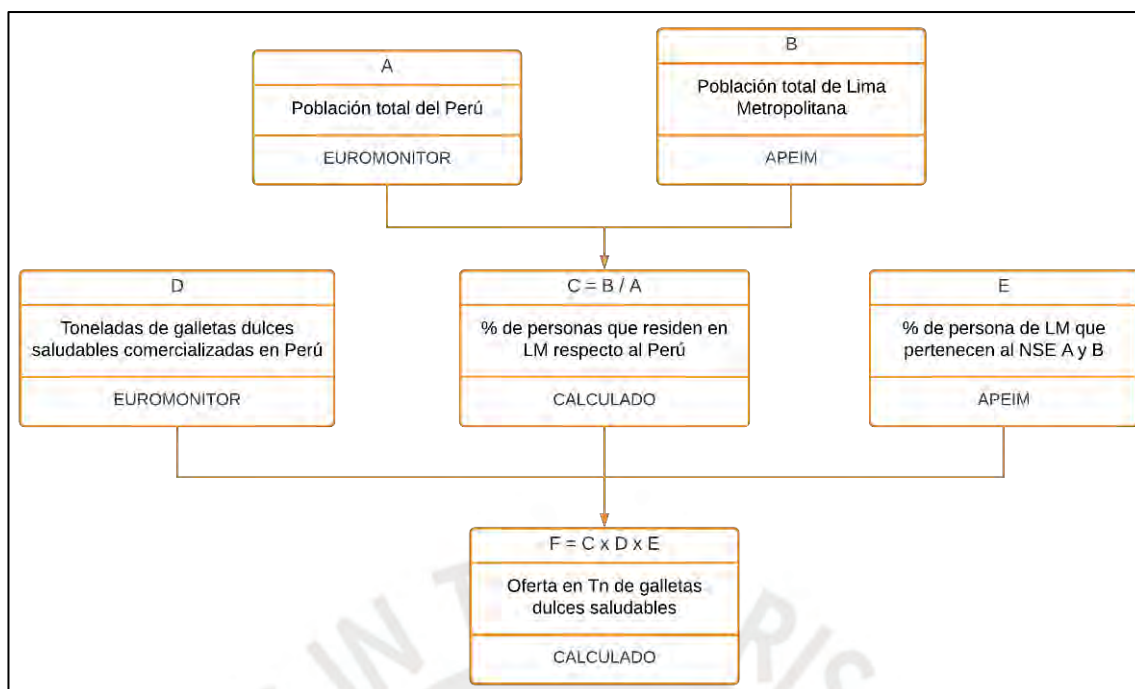 A
Población total del Perú
EUROMONITOR
B
Población total de Lima
Metropolitana
APEIM
D
Toneladas de galletas dulces
saludables comercializadas en Perú
EUROMONITOR
C = B / A
% de personas que residen en
LM respecto al Perú
CALCULADO
E
% de persona de LM que
pertenecen al NSE A y B
APEIM
F = C x D x E
Oferta en Tn de galletas
dulces saludables
CALCULADO